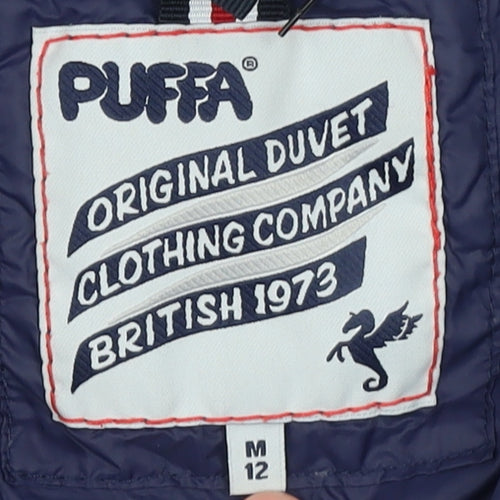 PUFFA®
ORIGINAL DUVET
CLOTHING COMPANY
BRITISH 1973
M
12